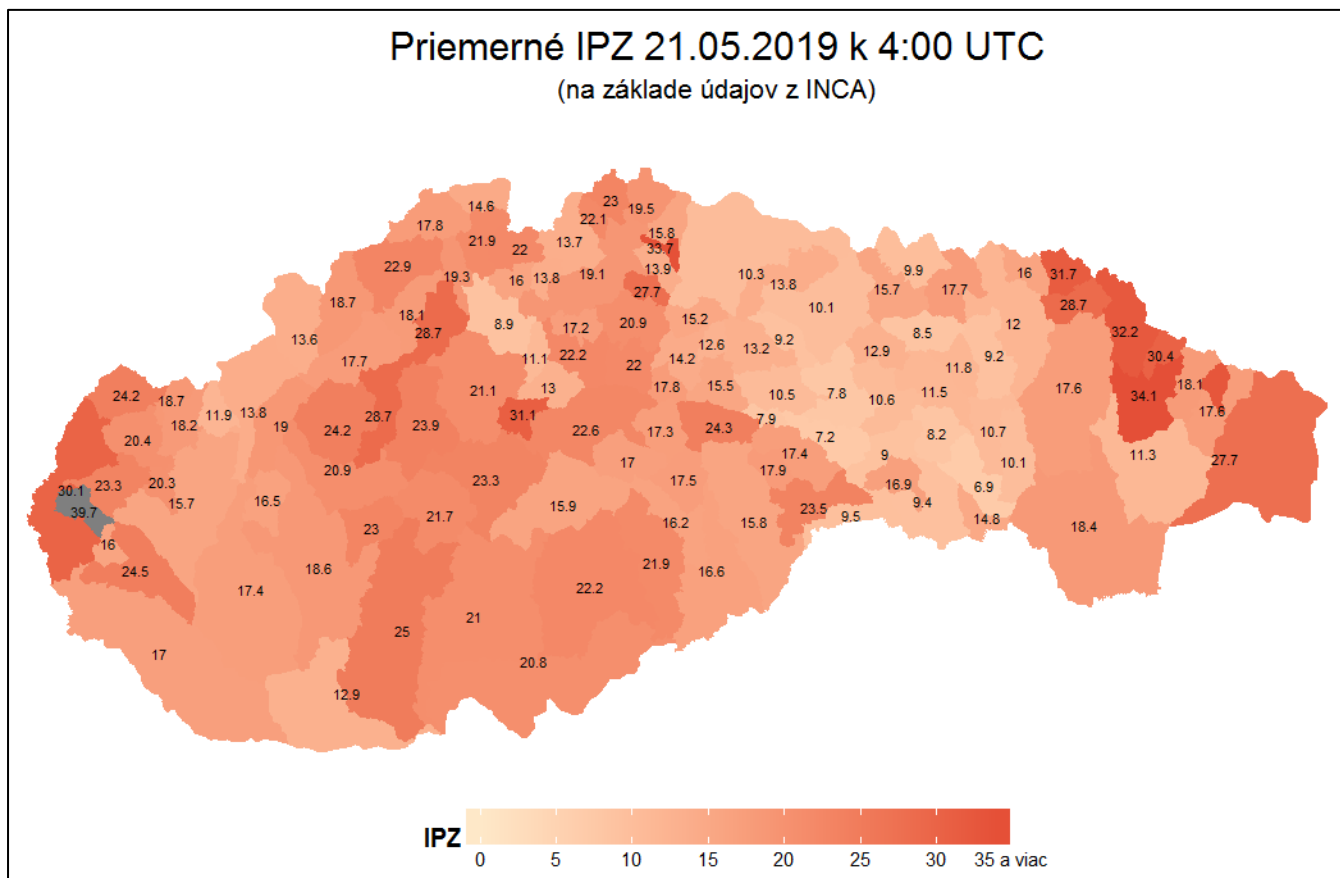 Priemerné IPZ 21.05.2019 k 4:00 UTC
(na základe údajov z INCA)
14.6 23 19.5
17.8 22.1
21.9 22 13.7 15.8
33.7 9.9
22.9 19.3 16 13.8 19.1 13.9 10.3 13.8 15.7 17.7 16 31.7
18.7 18.1 27.7 10.1 28.7
13.6 28.7 8.9 17.2 20.9 15.2 9.2 8.5 12 32.2
17.7 11.1 22.2 22 14.2 12.6 13.2 12.9 11.8 9.2 30.4
24.2 18.7 21.1 13 17.8 15.5 10.5 7.8 10.6 11.5 17.6 34.1 18.1
18.2 11.9 13.8 28.7 31.1 7.9 17.6
20.4 19 24.2 23.9 22.6 17.3 24.3 7.2 8.2 10.7
17.4 9 10.1 11.3 27.7
23.3 20.3 20.9 23.3 17 17.5 17.9 16.9 6.9
30.1 15.7 16.5 15.9 9.4
39.7 21.7 16.2 15.8 23.5 9.5 14.8 18.4
16 23
24.5 18.6 21.9 16.6
17.4 22.2
21
17 25
20.8
12.9
IPZ
0 5 10 15 20 25 30 35 a viac